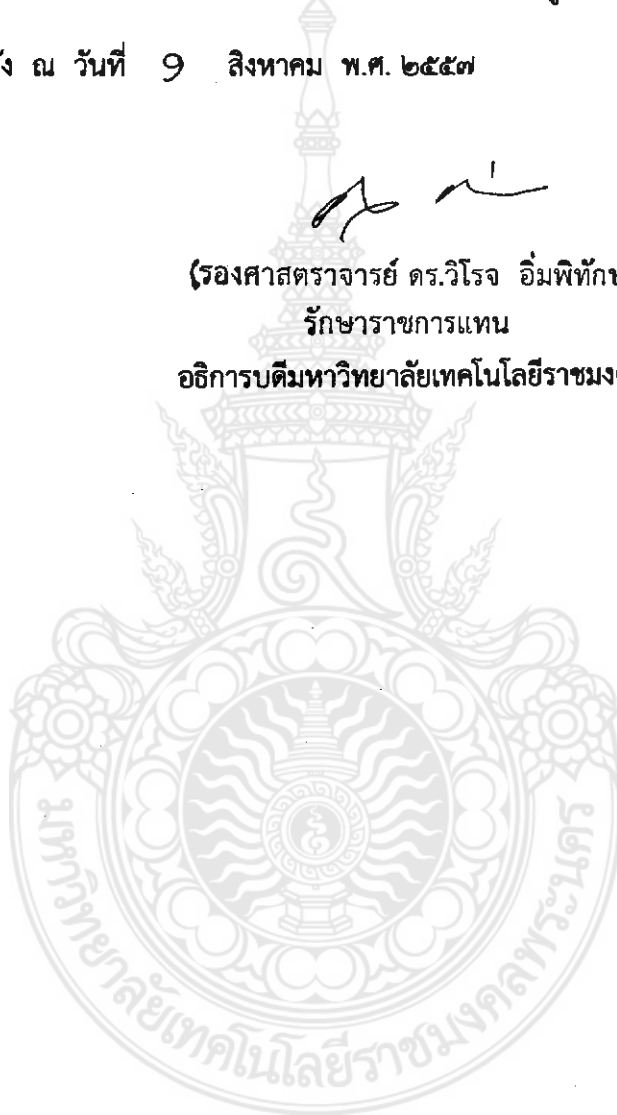 ณ วันที่ 9 สิงหาคม พ.ศ. ๒๕๕๗
(รองศาสตราจารย์ ดร.วิโรจ อิ่มพิทักษ
รักษาราชการแทน
อธิการบดีมหาวิทยาลัยเทคโนโลยีราชมง
มหาวิทยาลัยเทคโนโลยีราชมงคลพระนคร